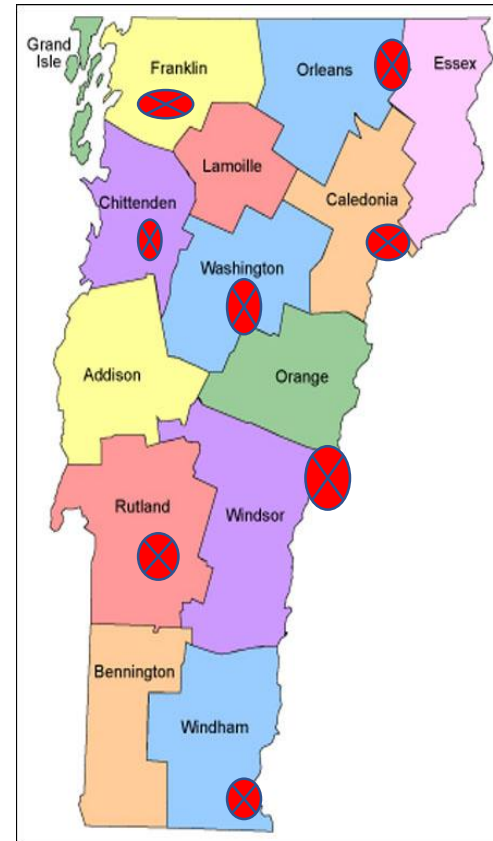 Grand
Isle
Franklin
Orleans
Essex
Lamoille
Chittenden
Caledonia
Washington
Addison
Orange
Rutland
Windsor
Bennington
Windham